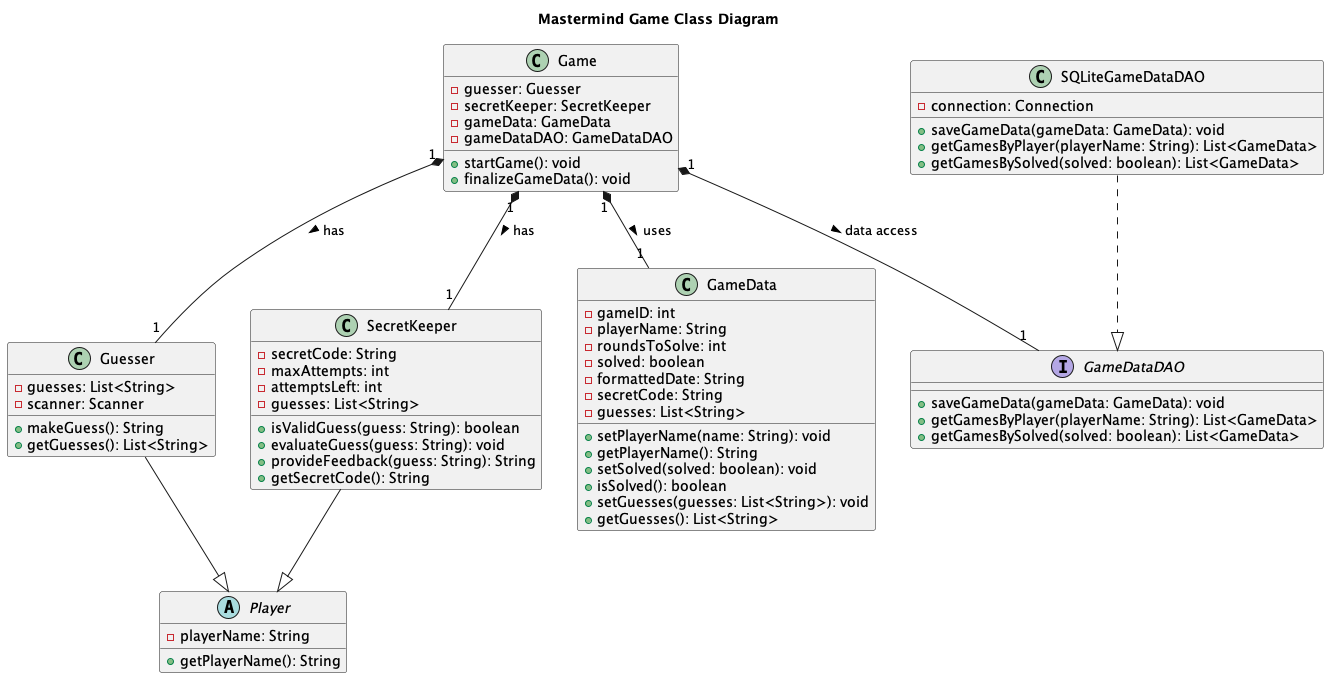 Mastermind Game Class Diagram
C Game
guesser: Guesser
secretKeeper: SecretKeeper
gameData: GameData
gameDataDAO: GameDataDAO
startGame(): void
finalizeGameData(): void
C SQLiteGameDataDAO
connection: Connection
saveGameData(gameData: GameData): void
getGamesByPlayer(playerName: String): List<GameData>
getGamesBySolved(solved: boolean): List<GameData>
1
1
1
1
has
has
uses
data access
1
1
1
1
C Guesser
guesses: List<String>
scanner: Scanner
makeGuess(): String
getGuesses(): List<String>
C SecretKeeper
secretCode: String
maxAttempts: int
attemptsLeft: int
guesses: List<String>
isValidGuess(guess: String): boolean
evaluateGuess(guess: String): void
provideFeedback(guess: String): String
getSecretCode(): String
C GameData
gameID: int
playerName: String
roundsToSolve: int
solved: boolean
formattedDate: String
secretCode: String
guesses: List<String>
setPlayerName(name: String): void
getPlayerName(): String
setSolved(solved: boolean): void
isSolved(): boolean
setGuesses(guesses: List<String>): void
getGuesses(): List<String>
I GameDataDAO
saveGameData(gameData: GameData): void
getGamesByPlayer(playerName: String): List<GameData>
getGamesBySolved(solved: boolean): List<GameData>
A Player
playerName: String
getPlayerName(): String